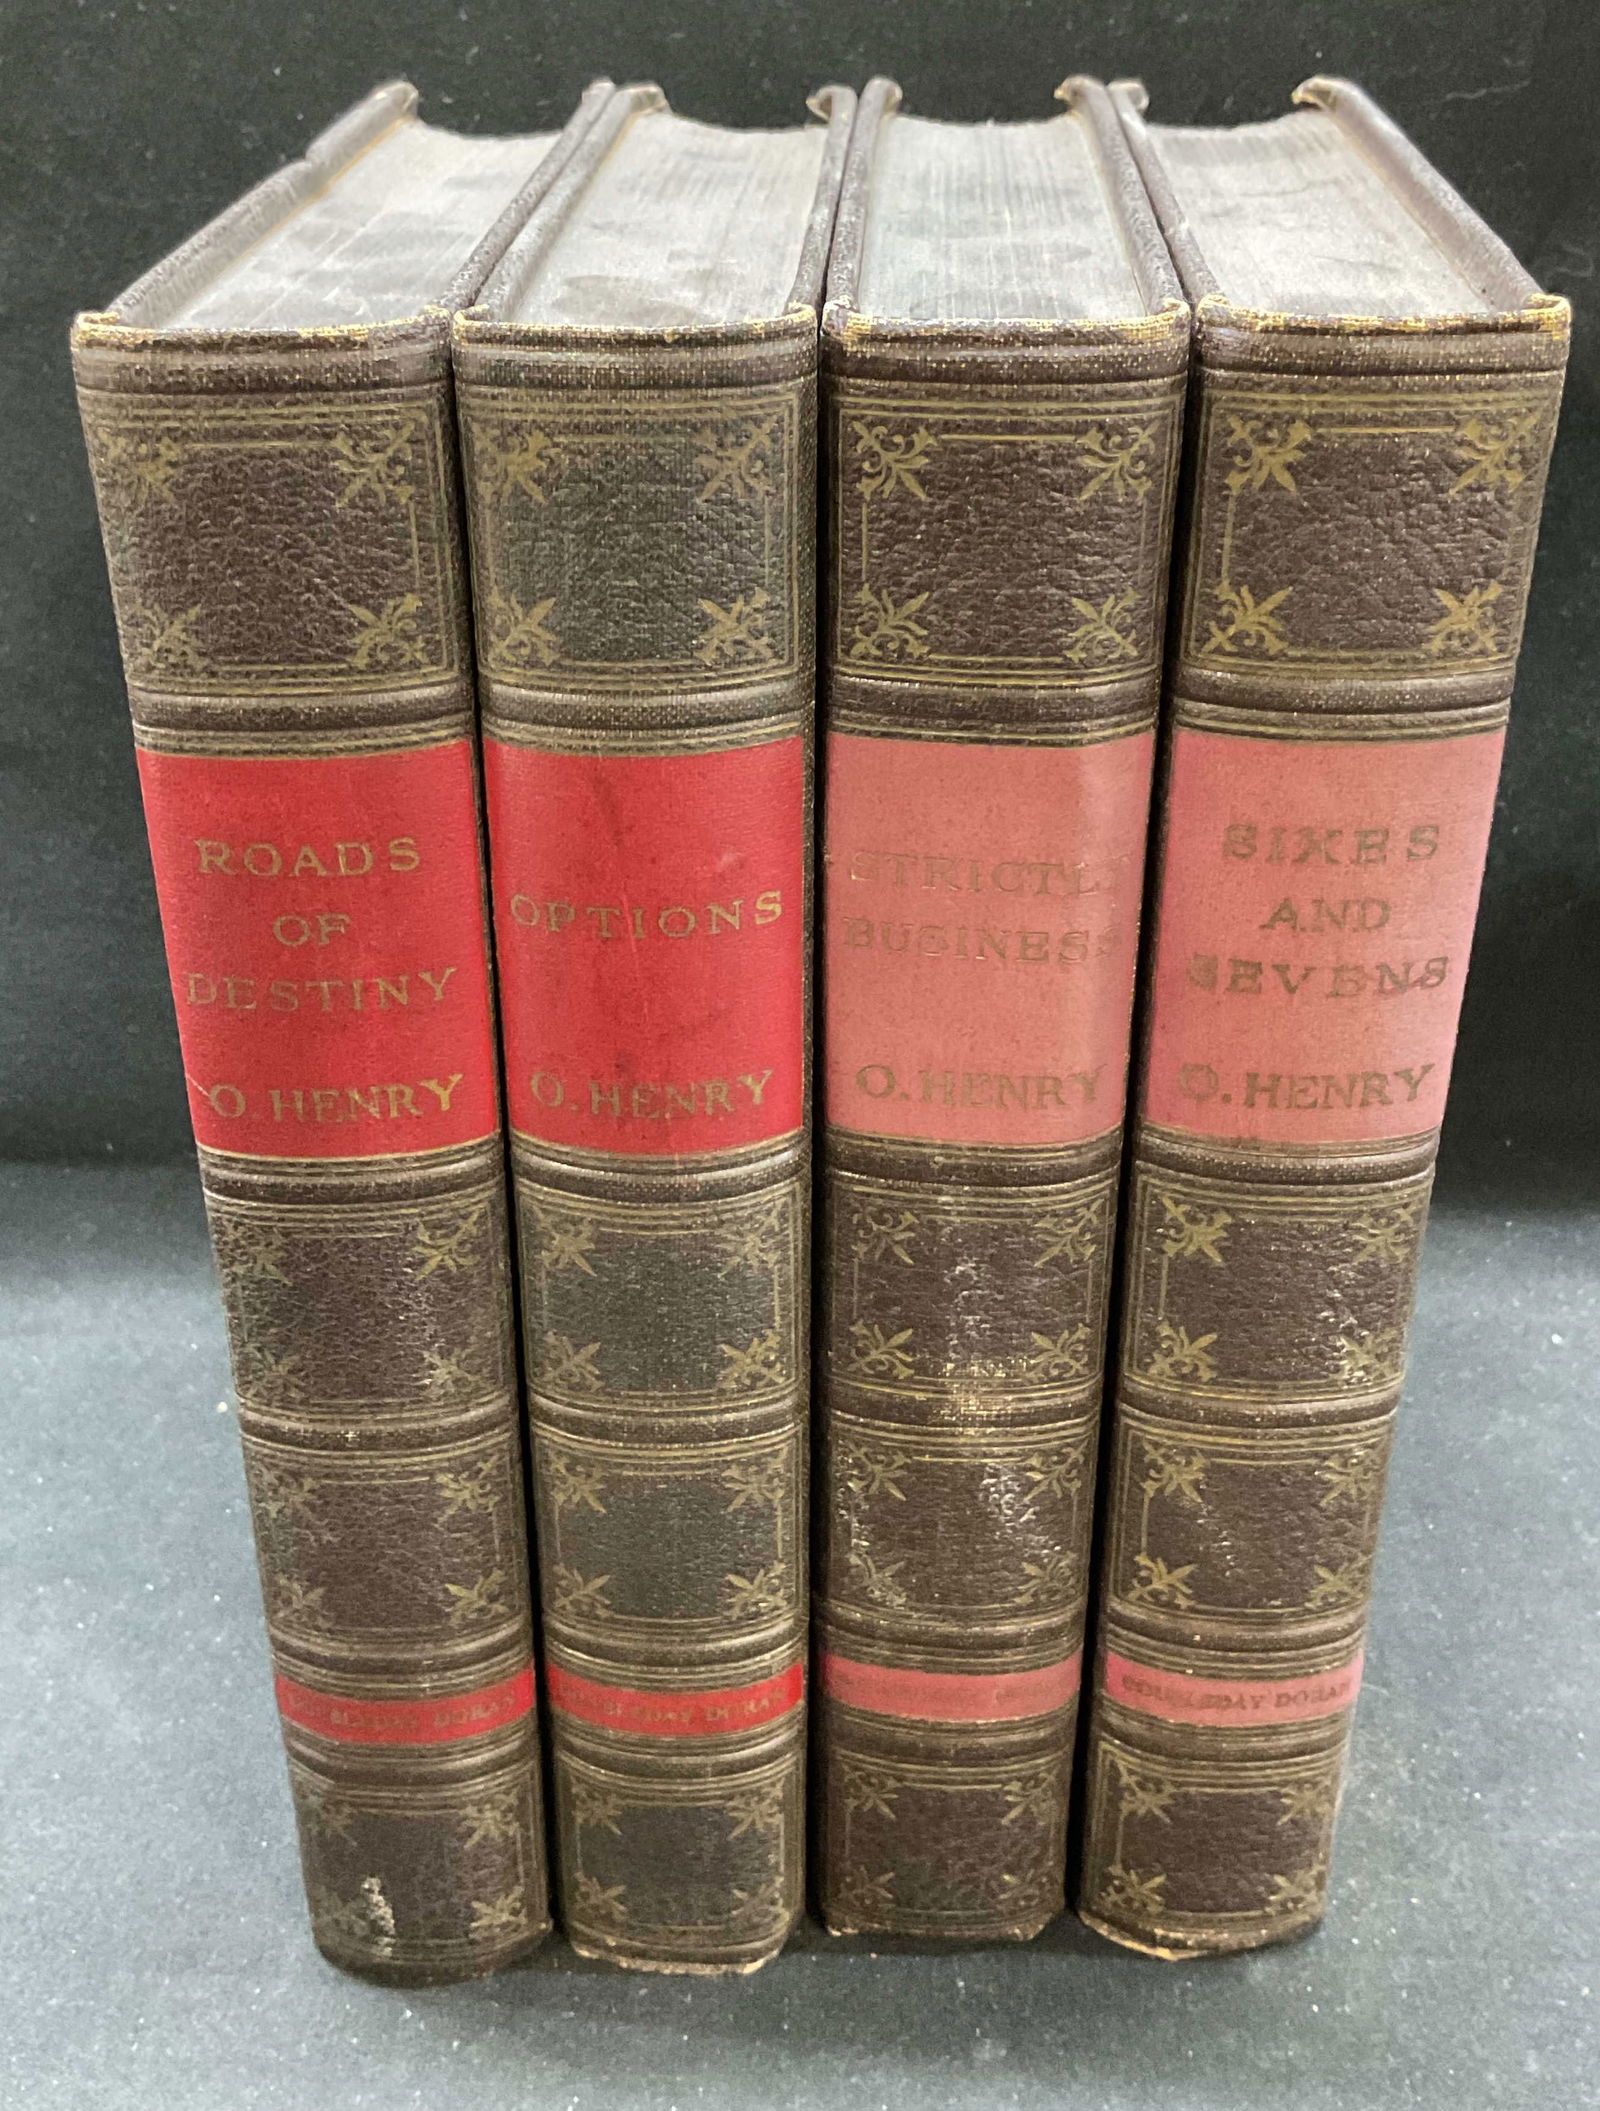 ROADS
OF
DESTINY
O. HENRY
DOUBLEDAY DORAN
OPTIONS
O. HENRY
DOUBLEDAY DORAN
STRICTLY
BUSINESS
O. HENRY
SIXES
AND
SEVENS
O. HENRY
DOUBLEDAY DORAN